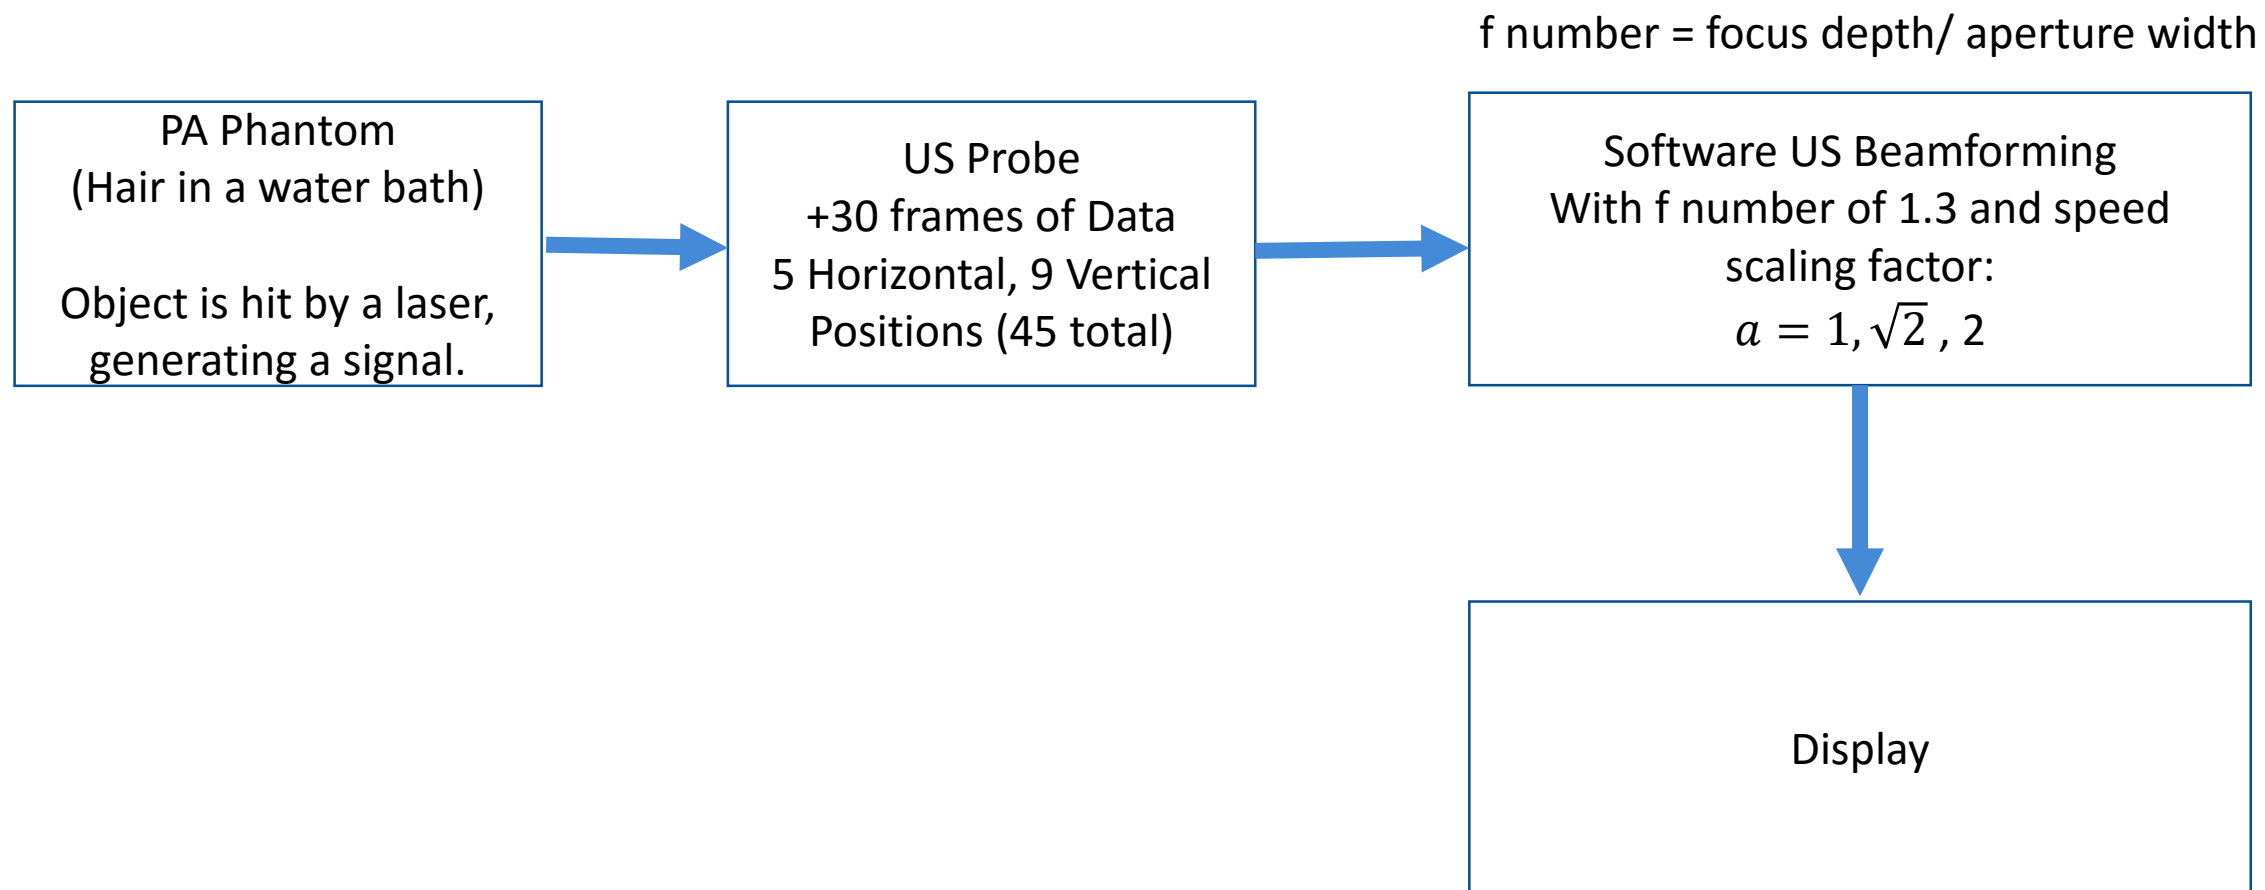 f number = focus depth/ aperture width
PA Phantom
(Hair in a water bath)
Object is hit by a laser,
generating a signal.
US Probe
+30 frames of Data
5 Horizontal, 9 Vertical
Positions (45 total)
Software US Beamforming
With f number of 1.3 and speed
scaling factor:
a = 1, √2 , 2
Display